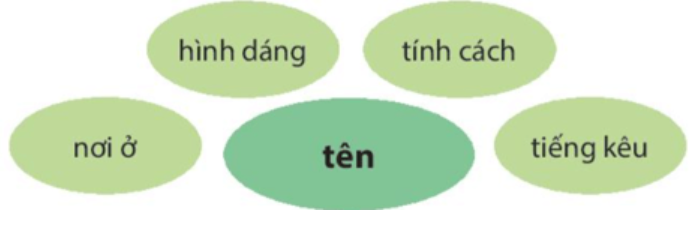 hình dáng
tính cách
nơi ở
tên
tiếng kêu